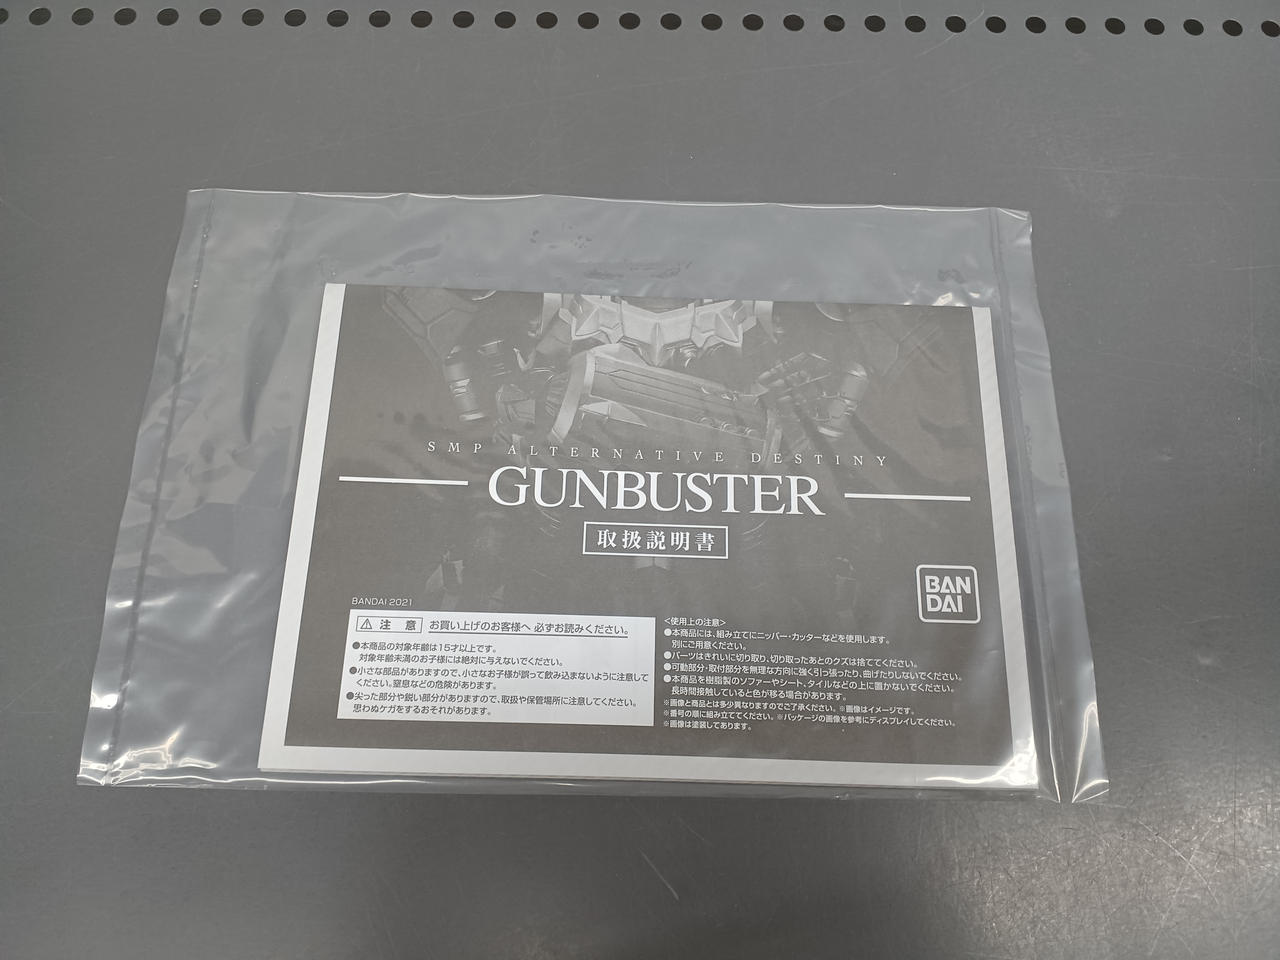 SMP ALTERNATIVE DESTINY
GUNBUSTER
取扱説明書
BAN
DAI
BANDAI 2021
⚠ 注 意 お買い上げのお客様へ 必ずお読みください。
●本商品の対象年齢は15才以上です。
対象年齢未満のお子様には絶対に与えないでください。
●小さな部品がありますので、小さなお子様が誤って飲み込まないように注意して
ください。窒息などの危険があります。
●尖った部分や鋭い部分がありますので、取扱や保管場所に注意してください。
思わぬケガをするおそれがあります。
<使用上の注意>
●本商品には、組み立てにニッパー・カッターなどを使用します。
別にご用意ください。
●パーツはきれいに切り取り、切り取ったあとのクズは捨ててください。
●可動部分・取付部分を無理な方向に強く引っ張ったり、曲げたりしないでください。
●本商品を樹脂製のソファーやシート、タイルなどの上に置かないでください。
長時間接触していると色が移る場合があります。
※画像と商品とは多少異なりますのでご了承ください。※画像はイメージです。
※番号の順に組み立ててください。※パッケージの画像を参考にディスプレイしてください。
※画像は塗装してあります。